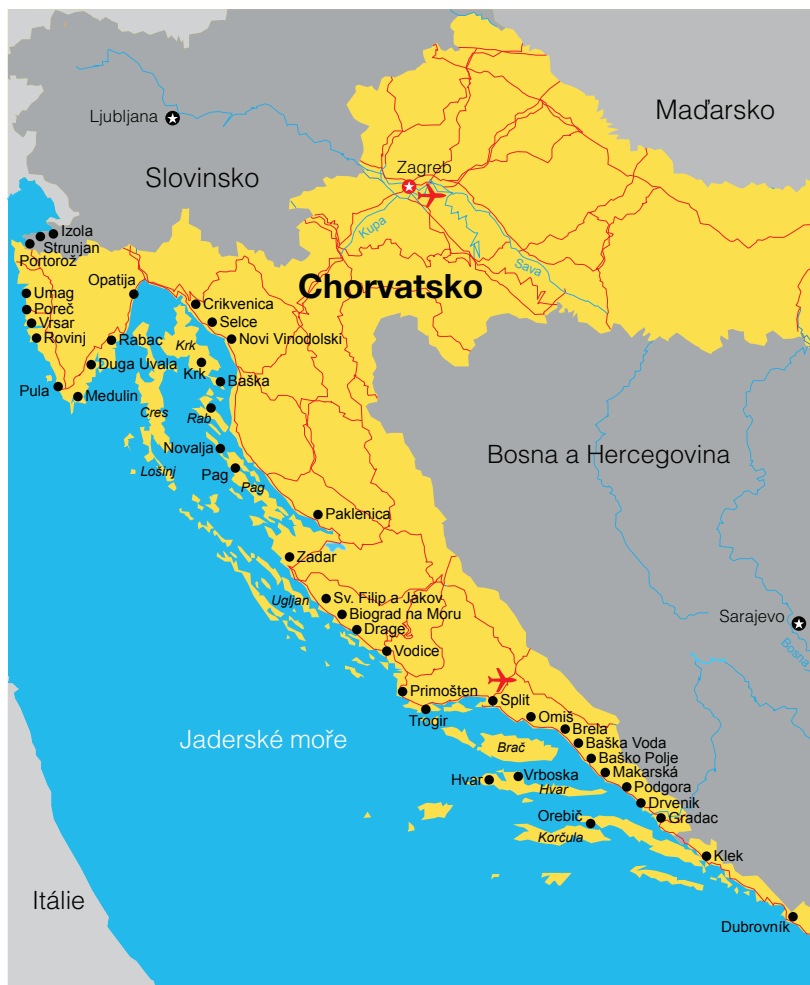 Maďarsko
Ljubljana
Zagreb
Slovinsko
Kupa
Izola
Strunjan
Portorož
Sava
Chorvatsko
Opatija
Umag
Crikvenica
Poreč
Selce
Vrsar
Rovinj
Rabac
Krk
Novi Vinodolski
Duga Uvala
Krk
Baška
Pula
Medulin
Cres
Rab
Novalja
Bosna a Hercegovina
Lošinj
Pag
Pag
Paklenica
Zadar
Ugljan
Sv. Filip a Jakov
Biograd na Moru
Sarajevo
Drage
Vodice
Bosna
Primošten
Split
Trogir
Omiš
Brela
Jaderské moře
Brač
Baška Voda
Baško Polje
Hvar
Vrboska
Makarská
Hvar
Podgora
Drvenik
Orebič
Gradac
Korčula
Klek
Itálie
Dubrovník